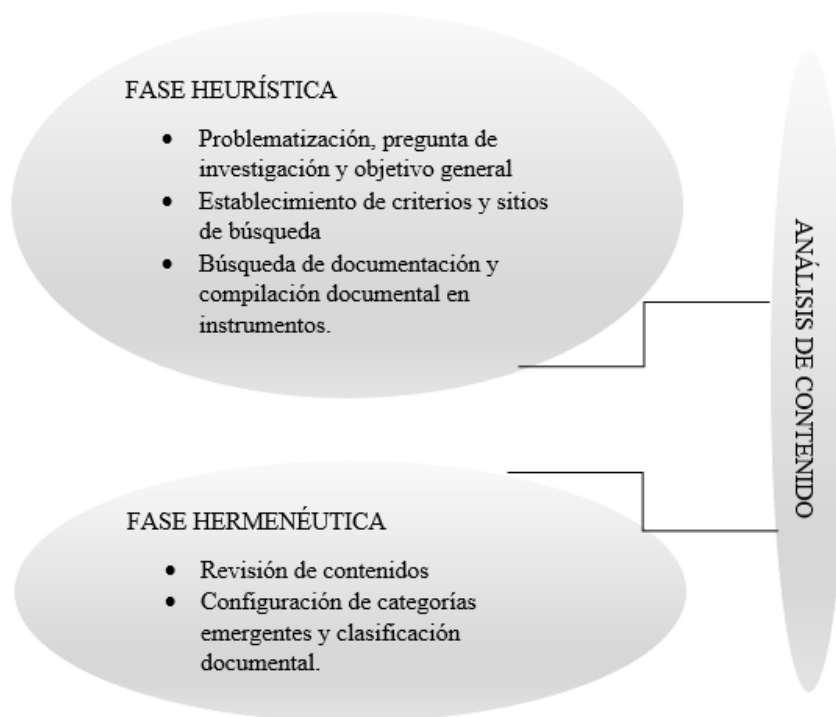 FASE HEURÍSTICA
• Problematización, pregunta de
investigación y objetivo general
• Establecimiento de criterios y sitios
de búsqueda
• Búsqueda de documentación y
compilación documental en
instrumentos.
FASE HERMENÉUTICA
• Revisión de contenidos
• Configuración de categorías
emergentes y clasificación
documental.
ANÁLISIS DE CONTENIDO